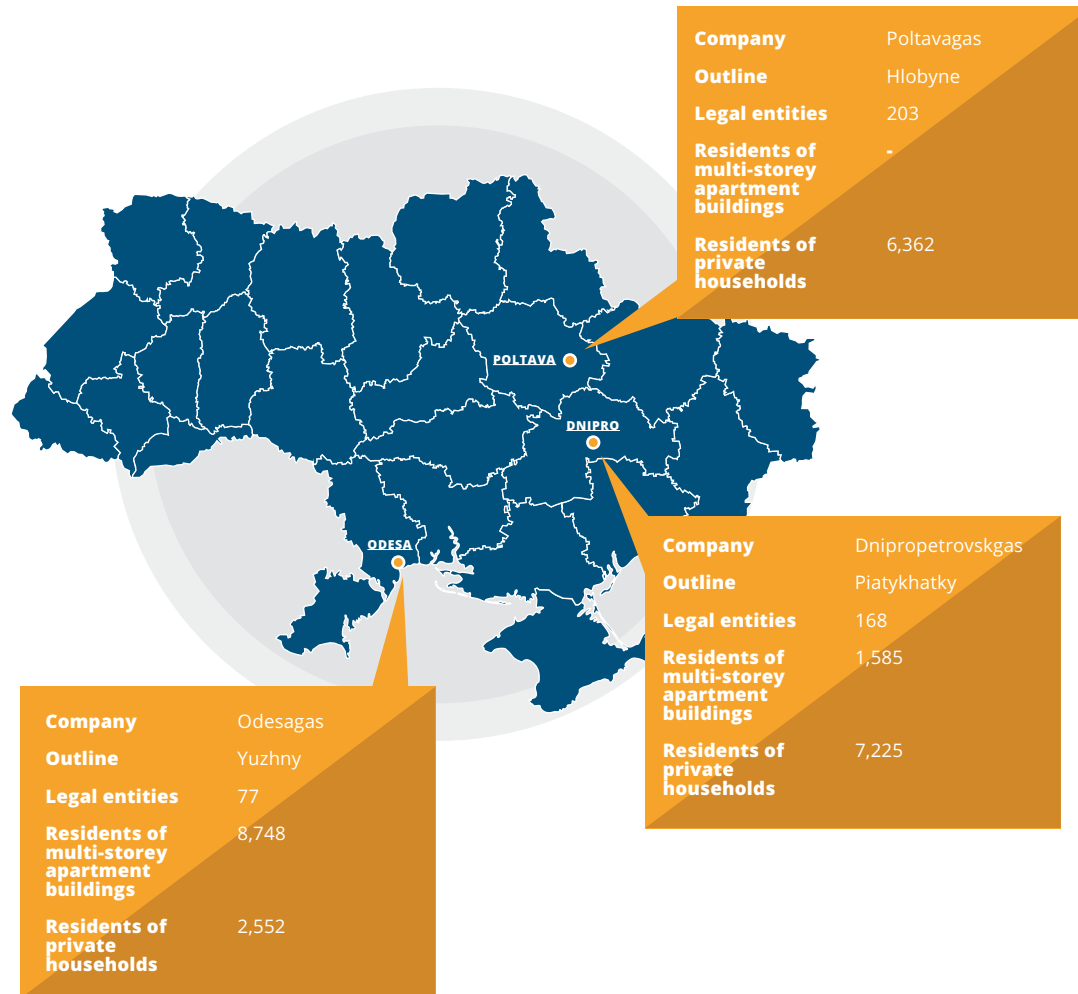 Company Poltavagas
Outline Hlobyne
Legal entities 203
Residents of -
multi-storey
apartment
buildings
Residents of 6,362
private
households
POLTAVA
DNIPRO
ODESA
Company Dnipropetrovskgas
Outline Piatykhatky
Legal entities 168
Residents of 1,585
multi-storey
apartment
buildings
Residents of 7,225
private
households
Company Odesagas
Outline Yuzhny
Legal entities 77
Residents of 8,748
multi-storey
apartment
buildings
Residents of 2,552
private
households